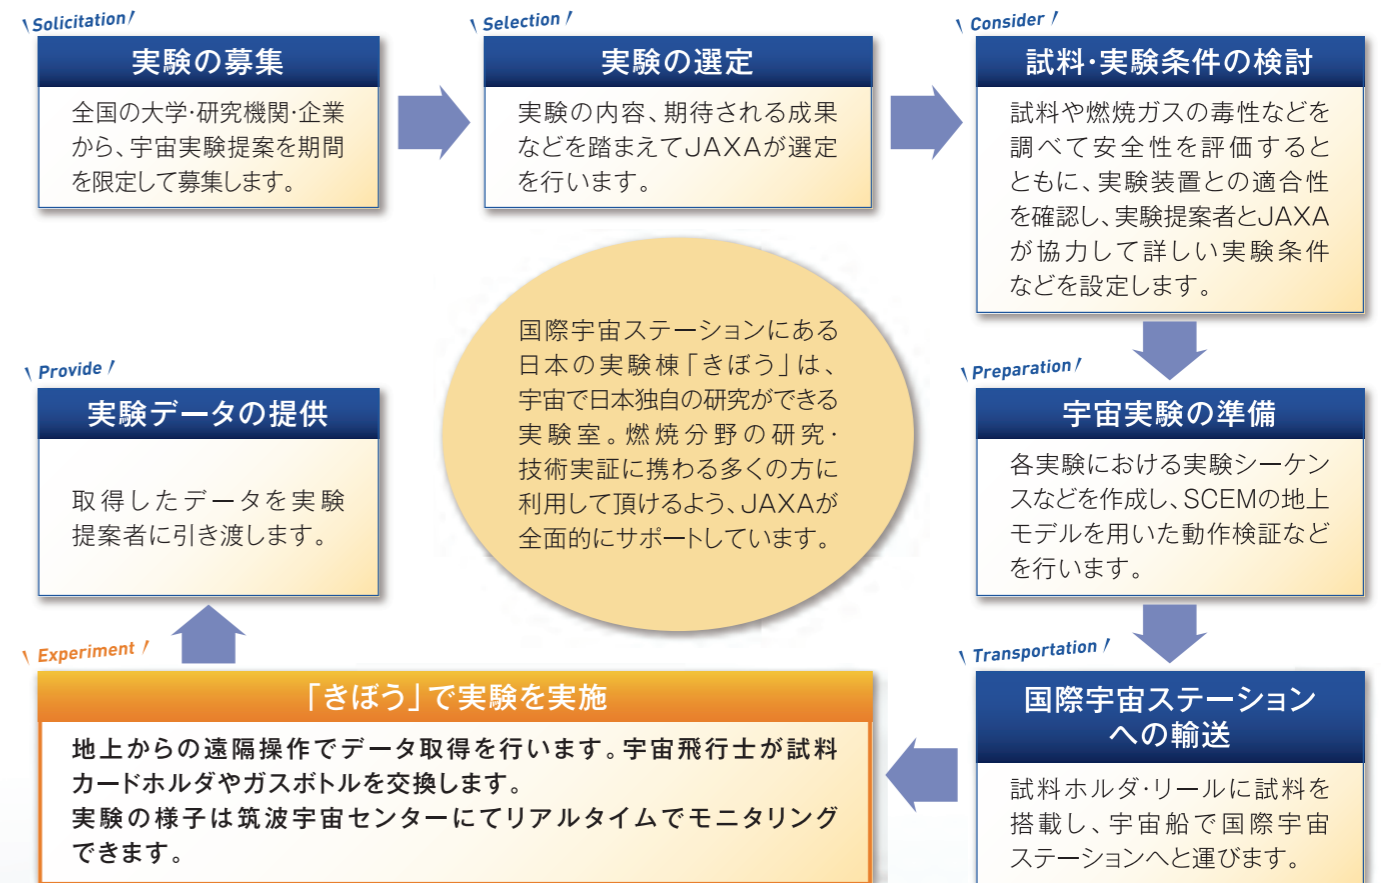 Solicitation
実験の募集
全国の大学・研究機関・企業
から、宇宙実験提案を期間
を限定して募集します。
Selection
実験の選定
実験の内容、期待される成果
などを踏まえてJAXAが選定
を行います。
Consider
試料・実験条件の検討
試料や燃焼ガスの毒性などを
調べて安全性を評価すると
ともに、実験装置との適合性
を確認し、実験提案者とJAXA
が協力して詳しい実験条件
などを設定します。
Preparation
宇宙実験の準備
各実験における実験シーケン
スなどを作成し、SCEMの地上
モデルを用いた動作検証など
を行います。
Transportation
国際宇宙ステーション
への輸送
試料ホルダ・リールに試料を
搭載し、宇宙船で国際宇宙
ステーションへと運びます。
Experiment
「きぼう」で実験を実施
地上からの遠隔操作でデータ取得を行います。宇宙飛行士が試料
カードホルダやガスボトルを交換します。
実験の様子は筑波宇宙センターにてリアルタイムでモニタリング
できます。
Provide
実験データの提供
取得したデータを実験
提案者に引き渡します。
国際宇宙ステーションにある
日本の実験棟「きぼう」は、
宇宙で日本独自の研究ができる
実験室。燃焼分野の研究・
技術実証に携わる多くの方に
利用して頂けるよう、JAXAが
全面的にサポートしています。